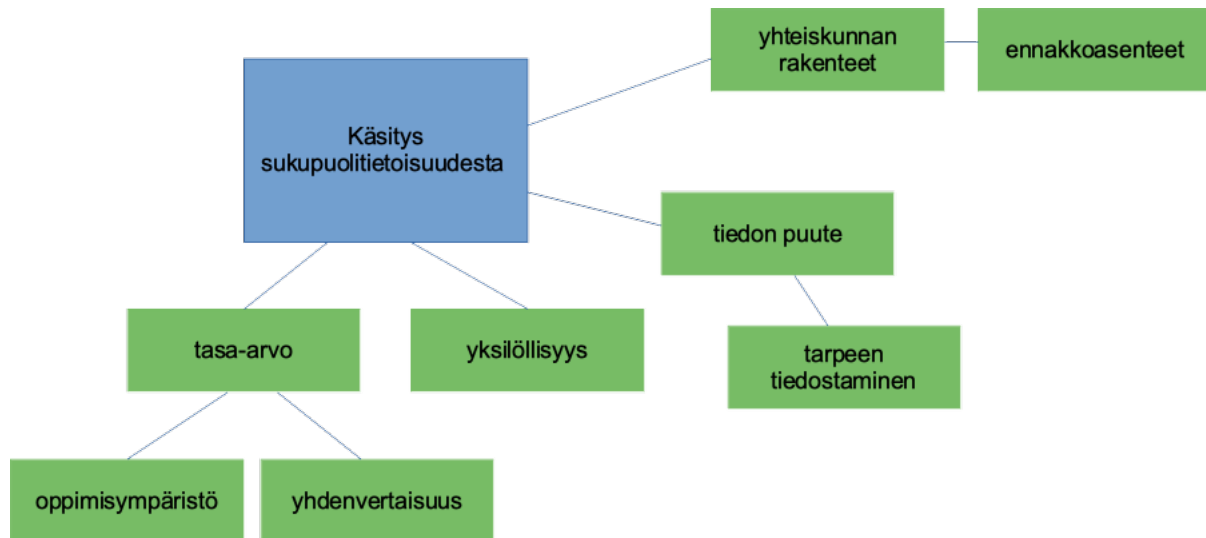 yhteiskunnan
rakenteet
ennakkoasenteet
Käsitys
sukupuolitietoisuudesta
tiedon puute
tasa-arvo
yksilöllisyys
tarpeen
tiedostaminen
oppimisympäristö
yhdenvertaisuus